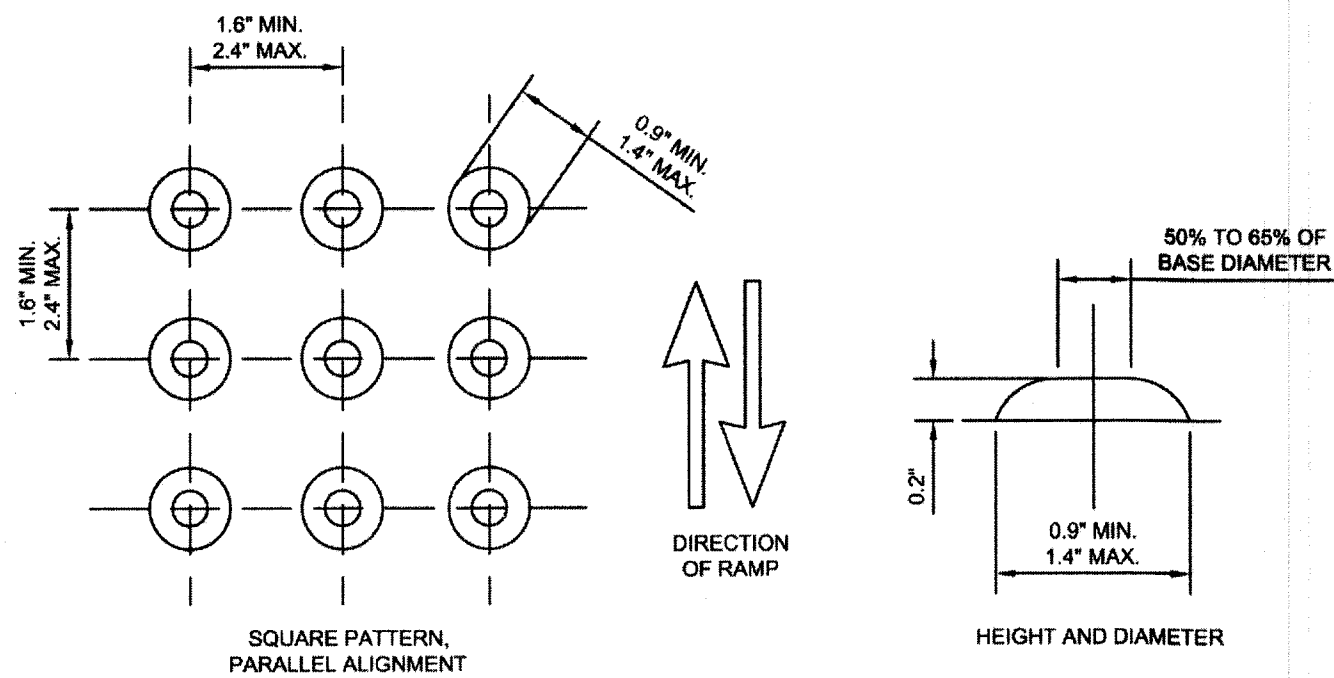 1.6" MIN.
2.4" MAX.
0.9" MIN.
1.4" MAX.
1.6" MIN.
2.4" MAX.
DIRECTION
OF RAMP
SQUARE PATTERN,
PARALLEL ALIGNMENT
50% TO 65% OF
BASE DIAMETER
0.2"
0.9" MIN.
1.4" MAX.
HEIGHT AND DIAMETER